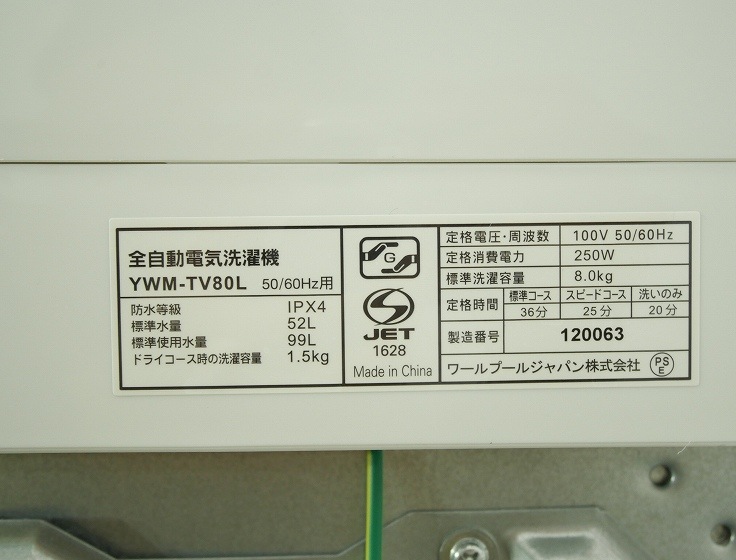 全自動電気洗濯機
YWM-TV80L 50/60Hz用
防水等級 IPX4
標準水量 52L
標準使用水量 99L
ドライコース時の洗濯容量 1.5kg
G
JET
1628
Made in China
定格電圧・周波数 100V 50/60Hz
定格消費電力 250W
標準洗濯容量 8.0kg
定格時間 標準コース スピードコース 洗いのみ
36分 25分 20分
製造番号 120063
ワールプールジャパン株式会社 PS
E